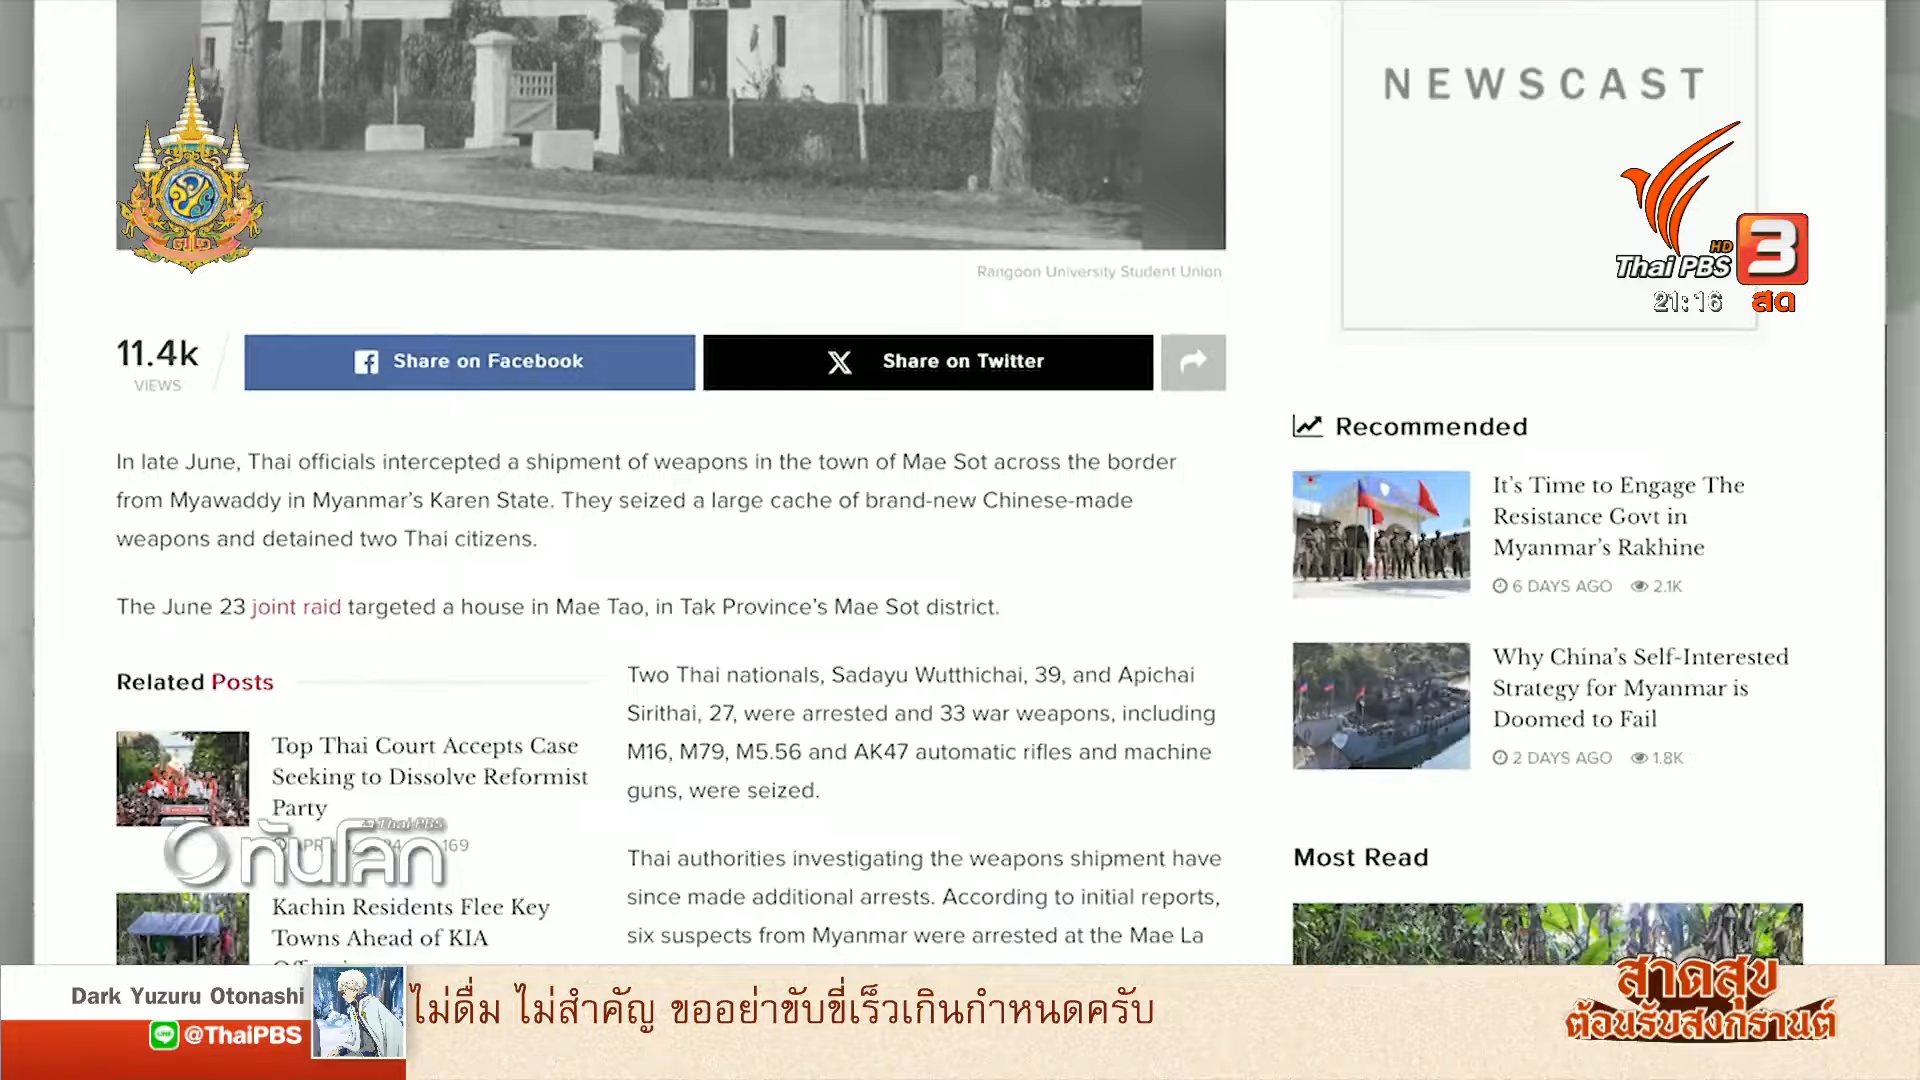 NEWSCAST
HD
Thai PBS
3
21:16
สด
๗๒
Rangoon University Student Union
11.4k
VIEWS
Share on Facebook
Share on Twitter
In late June, Thai officials intercepted a shipment of weapons in the town of Mae Sot across the border
from Myawaddy in Myanmar’s Karen State. They seized a large cache of brand-new Chinese-made
weapons and detained two Thai citizens.
The June 23 joint raid targeted a house in Mae Tao, in Tak Province’s Mae Sot district.
Related Posts
Top Thai Court Accepts Case
Seeking to Dissolve Reformist
Party
169
Kachin Residents Flee Key
Towns Ahead of KIA
Two Thai nationals, Sadayu Wutthichai, 39, and Apichai
Sirithai, 27, were arrested and 33 war weapons, including
M16, M79, M5.56 and AK47 automatic rifles and machine
guns, were seized.
Thai authorities investigating the weapons shipment have
since made additional arrests. According to initial reports,
six suspects from Myanmar were arrested at the Mae La
Recommended
It’s Time to Engage The
Resistance Govt in
Myanmar’s Rakhine
6 DAYS AGO 2.1K
Why China’s Self-Interested
Strategy for Myanmar is
Doomed to Fail
2 DAYS AGO 1.8K
Most Read
ทันโลก
Thai PBS
Dark Yuzuru Otonashi
LINE
@ThaiPBS
ไม่ดื่ม ไม่สำคัญ ขออย่าขับขี่เร็วเกินกำหนดครับ
สาดสุข
ต้อนรับสงกรานต์